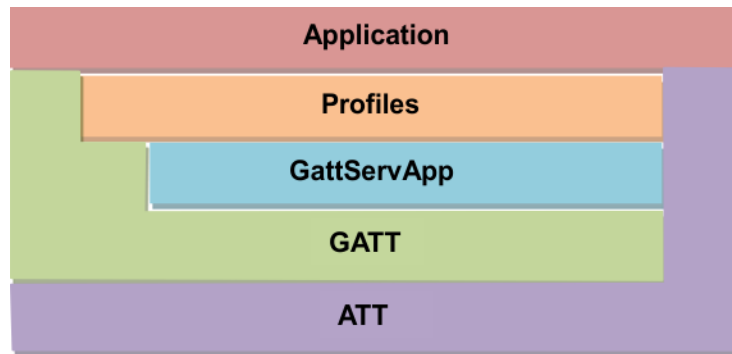 Application
Profiles
GattServApp
GATT
ATT